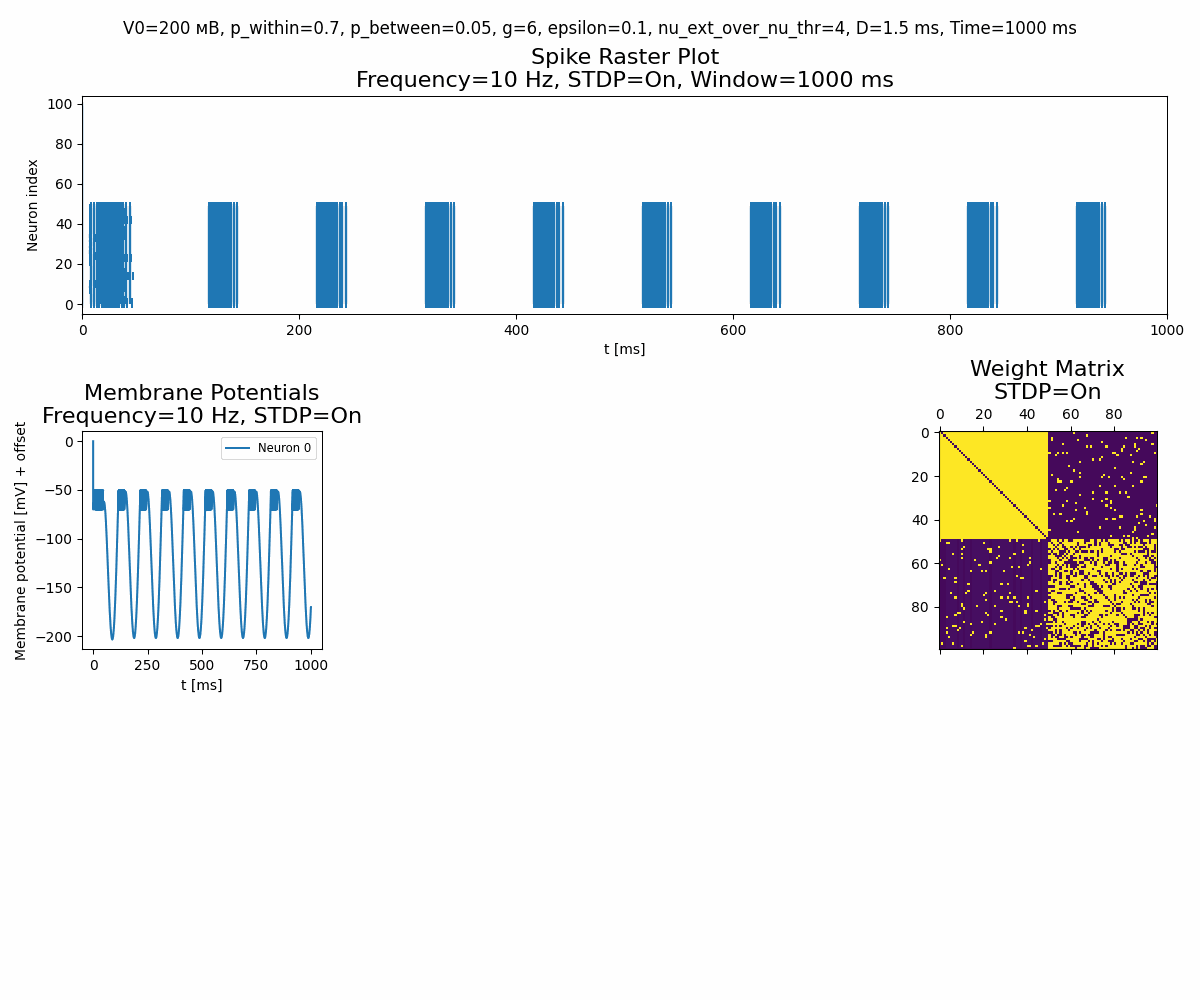 V0=200 мВ, p_within=0.7, p_between=0.05, g=6, epsilon=0.1, nu_ext_over_nu_thr=4, D=1.5 ms, Time=1000 ms
Spike Raster Plot
Frequency=10 Hz, STDP=On, Window=1000 ms
100
80
60
40
20
0
Neuron index
0 200 400 600 800 1000
t [ms]
Membrane Potentials
Frequency=10 Hz, STDP=On
0
−50
−100
−150
−200
Membrane potential [mV] + offset
Neuron 0
0 250 500 750 1000
t [ms]
Weight Matrix
STDP=On
0 20 40 60 80
0
20
40
60
80